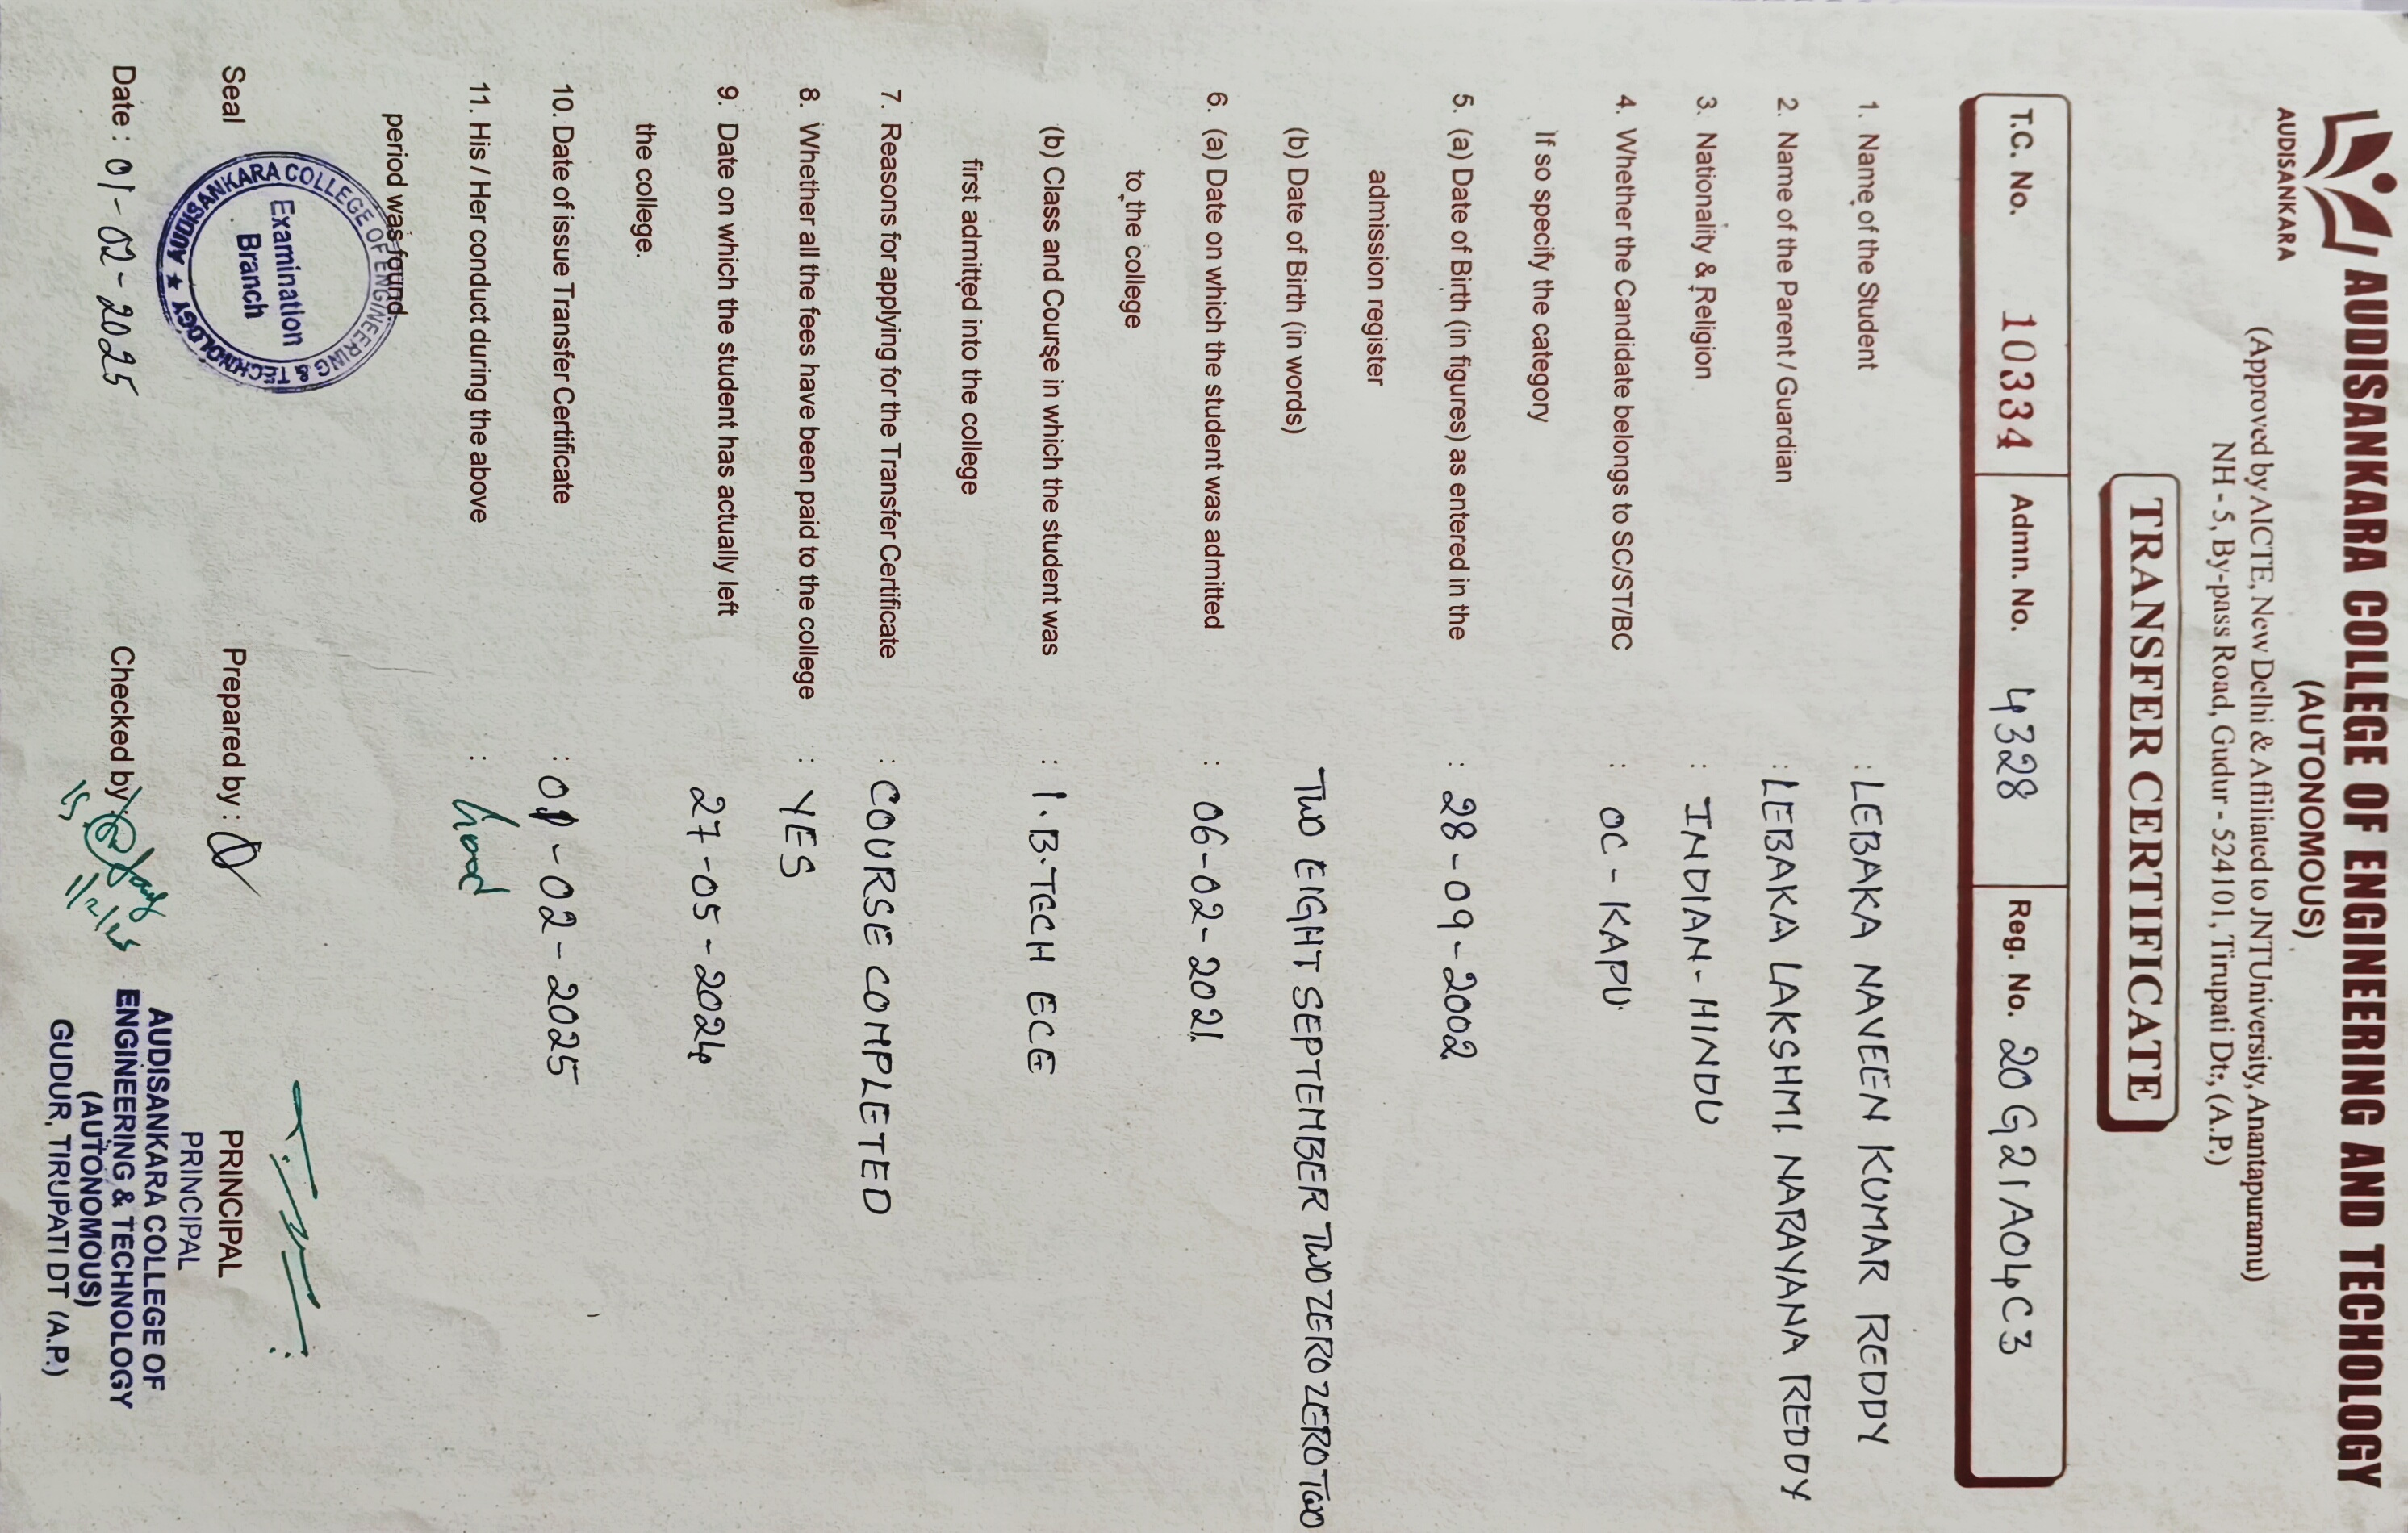 AUDISANKARA COLLEGE OF ENGINEERING AND TECHOLOGY
AUDISANKARA
(AUTONOMOUS)
(Approved by AICTE, New Delhi & Affiliated to JNTUniversity, Anantapuramu)
NH - 5, By-pass Road, Gudur - 524101, Tirupati Dt:, (A.P.)
TRANSFER CERTIFICATE
T.C. No. 10334 Admn. No. 4328 Reg. No. 20G21A04C3
1. Name of the Student : LEBAKA NAVEEN KUMAR REDDY
2. Name of the Parent / Guardian : LEBAKA LAKSHMI NARAYANA REDDY
3. Nationality & Religion : INDIAN - HINDU
4. Whether the Candidate belongs to SC/ST/BC : OC - KAPU
If so specify the category
5. (a) Date of Birth (in figures) as entered in the : 28-09-2002
admission register
(b) Date of Birth (in words) TWO EIGHT SEPTEMBER TWO ZERO ZERO TWO
6. (a) Date on which the student was admitted : 06-02-2021
to the college
(b) Class and Course in which the student was : I. B.TECH ECE
first admitted into the college
7. Reasons for applying for the Transfer Certificate : COURSE COMPLETED
8. Whether all the fees have been paid to the college : YES
9. Date on which the student has actually left 27-05-2024
the college.
10. Date of issue Transfer Certificate : 01-02-2025
11. His / Her conduct during the above : Good
period was found.
AUDISANKARA COLLEGE OF ENGINEERING & TECHNOLOGY ★
Examination
Branch
Seal Prepared by : PRINCIPAL
PRINCIPAL
AUDISANKARA COLLEGE OF
ENGINEERING & TECHNOLOGY
(AUTONOMOUS)
GUDUR, TIRUPATI DT (A.P.)
Date : 01-02-2025 Checked by : 1/2/25